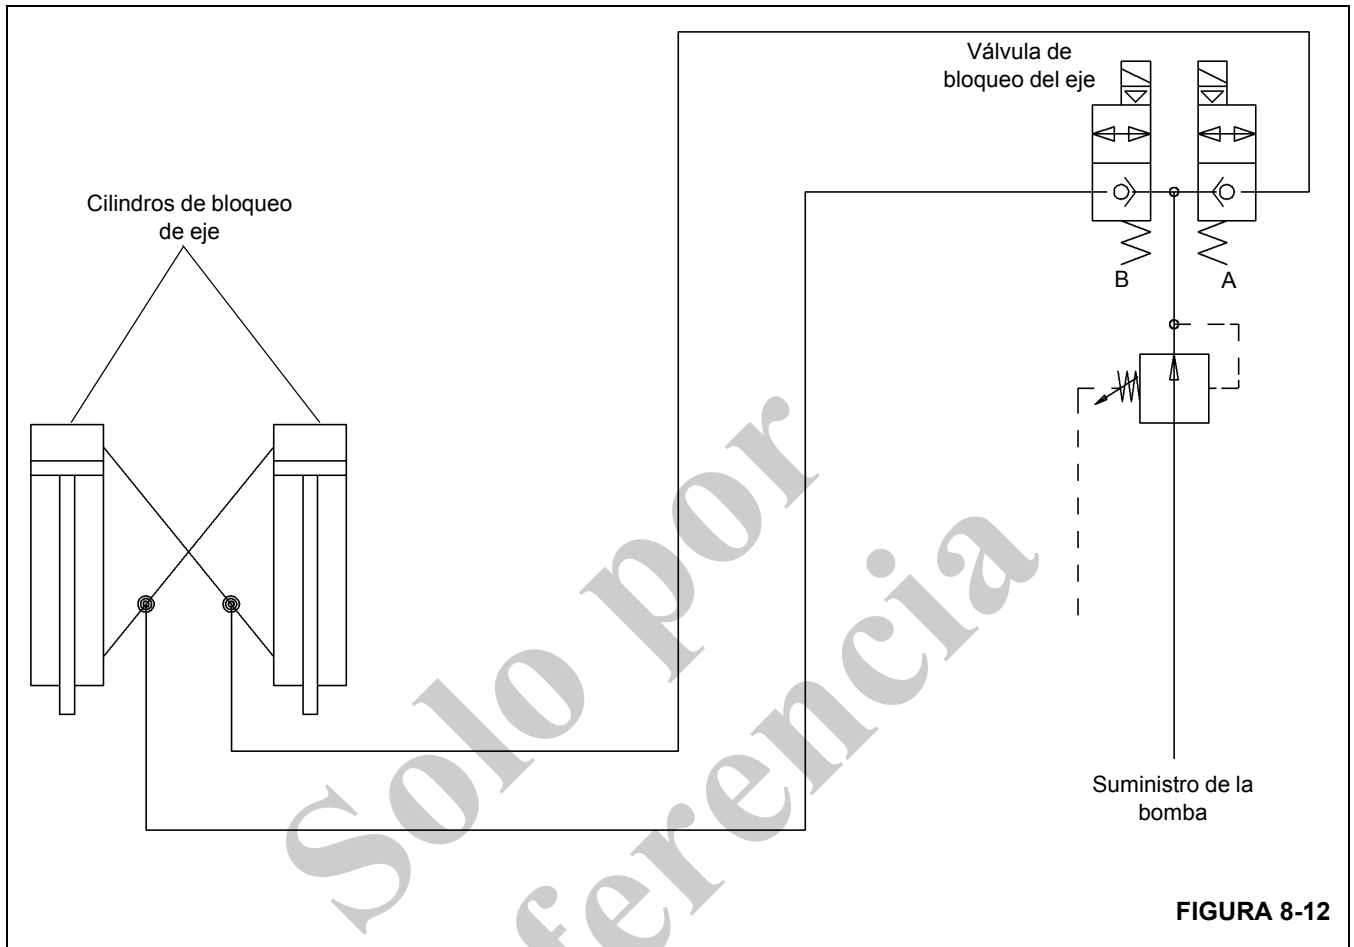 Válvula de
bloqueo del eje
Cilindros de bloqueo
de eje
B
A
Solo por
ferencia
Suministro de la
bomba
FIGURA 8-12